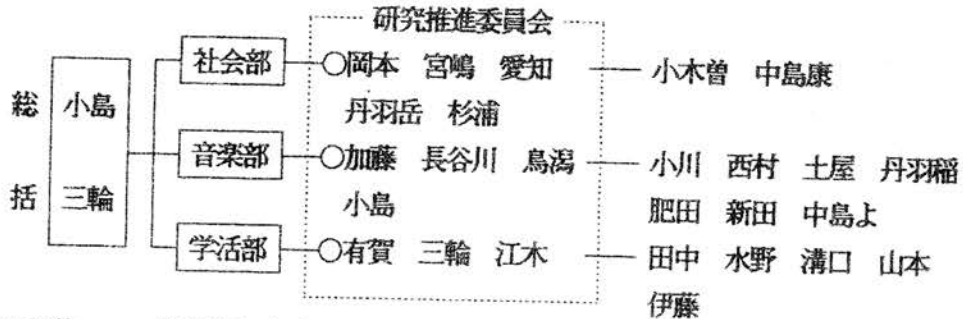 研究推進委員会
総括
小島
三輪
社会部 ○岡本 宮嶋 愛知 小木曽 中島康
丹羽岳 杉浦
音楽部 ○加藤 長谷川 鳥潟 小川 西村 土屋 丹羽稲
小島 肥田 新田 中島よ
学活部 ○有賀 三輪 江木 田中 水野 溝口 山本
伊藤